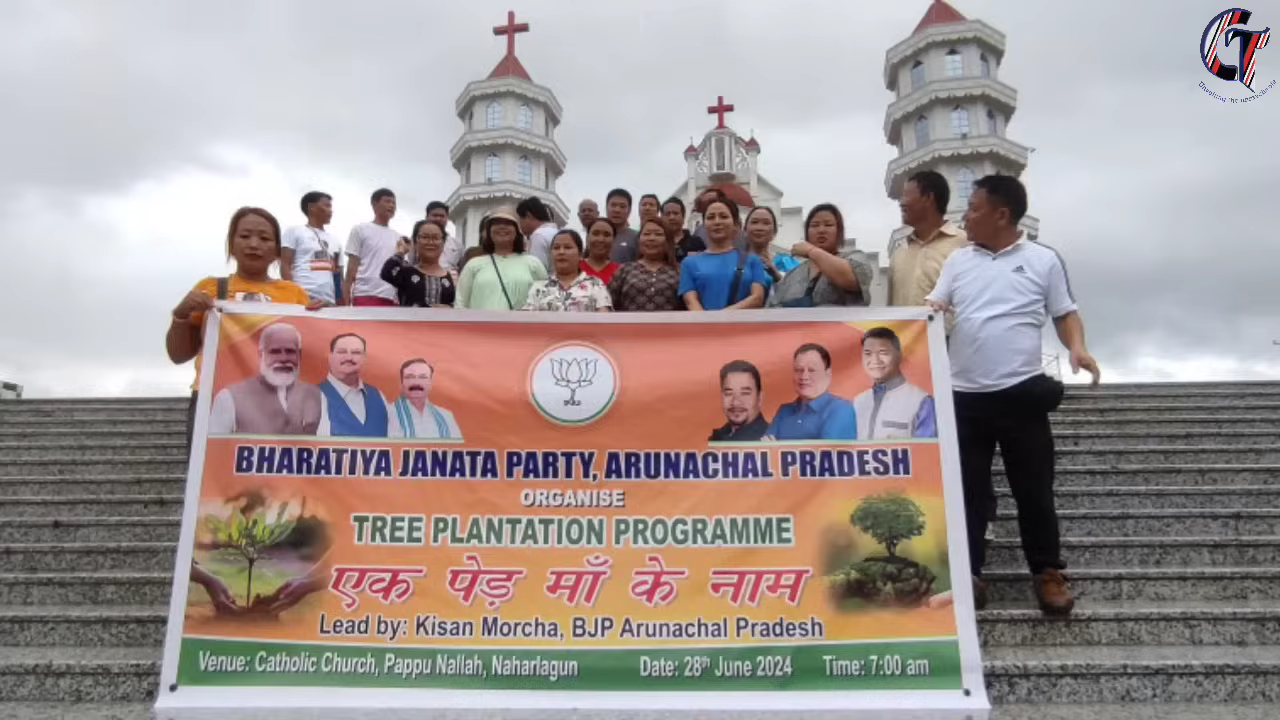 BHARATIYA JANATA PARTY, ARUNACHAL PRADESH
ORGANISE
TREE PLANTATION PROGRAMME
एक पेड़ माँ के नाम
Lead by: Kisan Morcha, BJP Arunachal Pradesh
Venue: Catholic Church, Pappu Nallah, Naharlagun Date: 28th June 2024 Time: 7:00 am